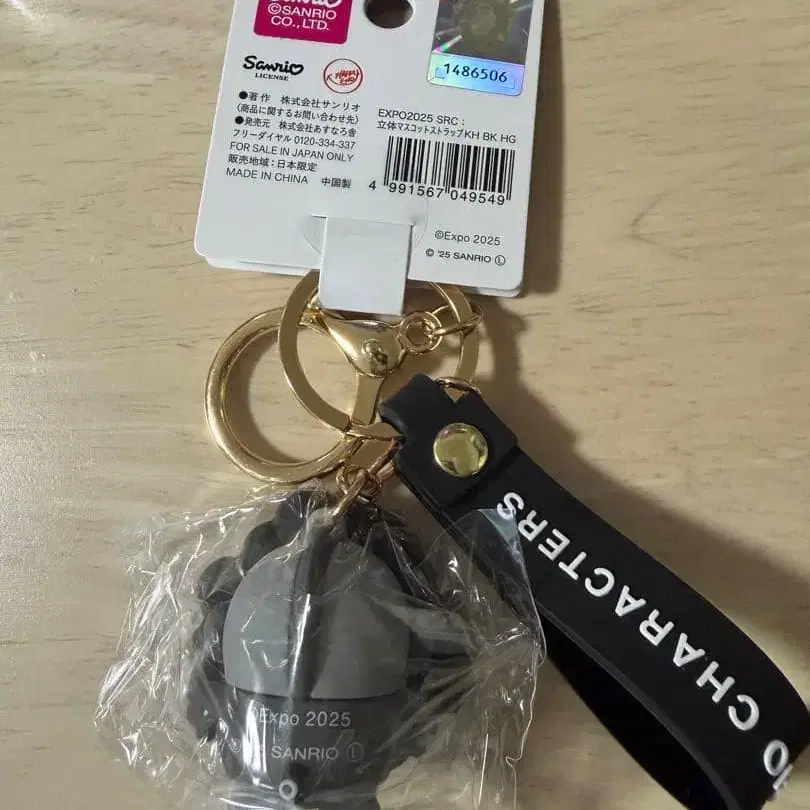 Sanrio
©SANRIO
CO., LTD.
Sanrio
LICENSE
1486506
●著作 株式会社サンリオ
〈商品に関するお問い合わせ先〉
●発売元 株式会社あすなろ舎
フリーダイヤル 0120-334-337
FOR SALE IN JAPAN ONLY
販売地域:日本限定
MADE IN CHINA 中国製
EXPO2025 SRC:
立体マスコットストラップKH BK HG
4 991567 049549
©Expo 2025
© '25 SANRIO Ⓛ
CHARACTERS
©Expo 2025
SANRIO Ⓛ